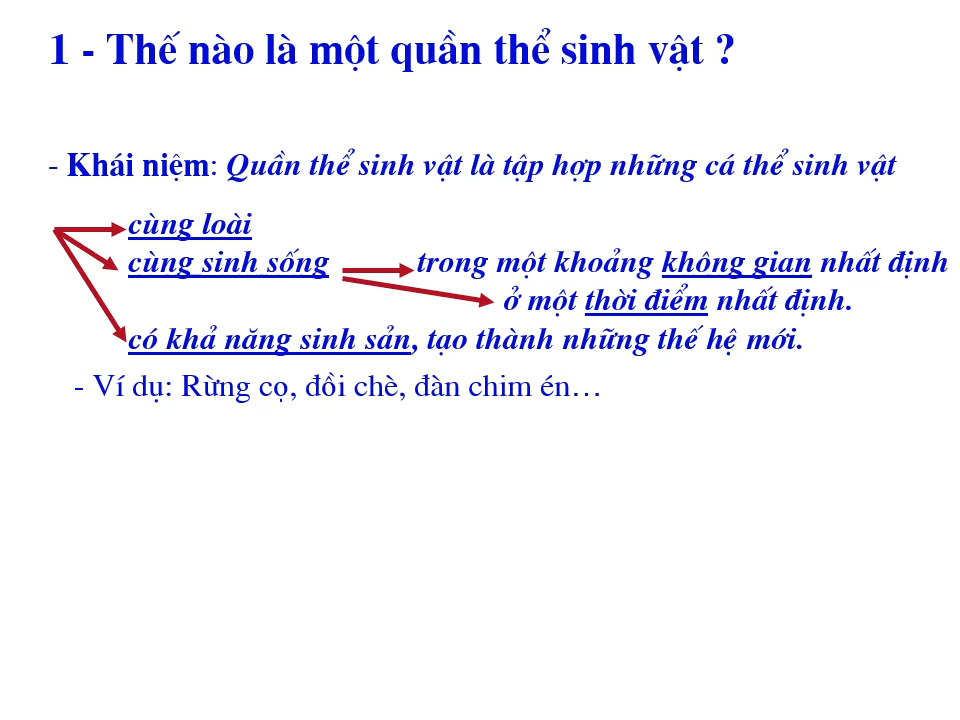 1 - Thế nào là một quần thể sinh vật ?
- Khái niệm: Quần thể sinh vật là tập hợp những cá thể sinh vật
cùng loài
cùng sinh sống trong một khoảng không gian nhất định
ở một thời điểm nhất định.
có khả năng sinh sản, tạo thành những thế hệ mới.
- Ví dụ: Rừng cọ, đồi chè, đàn chim én…